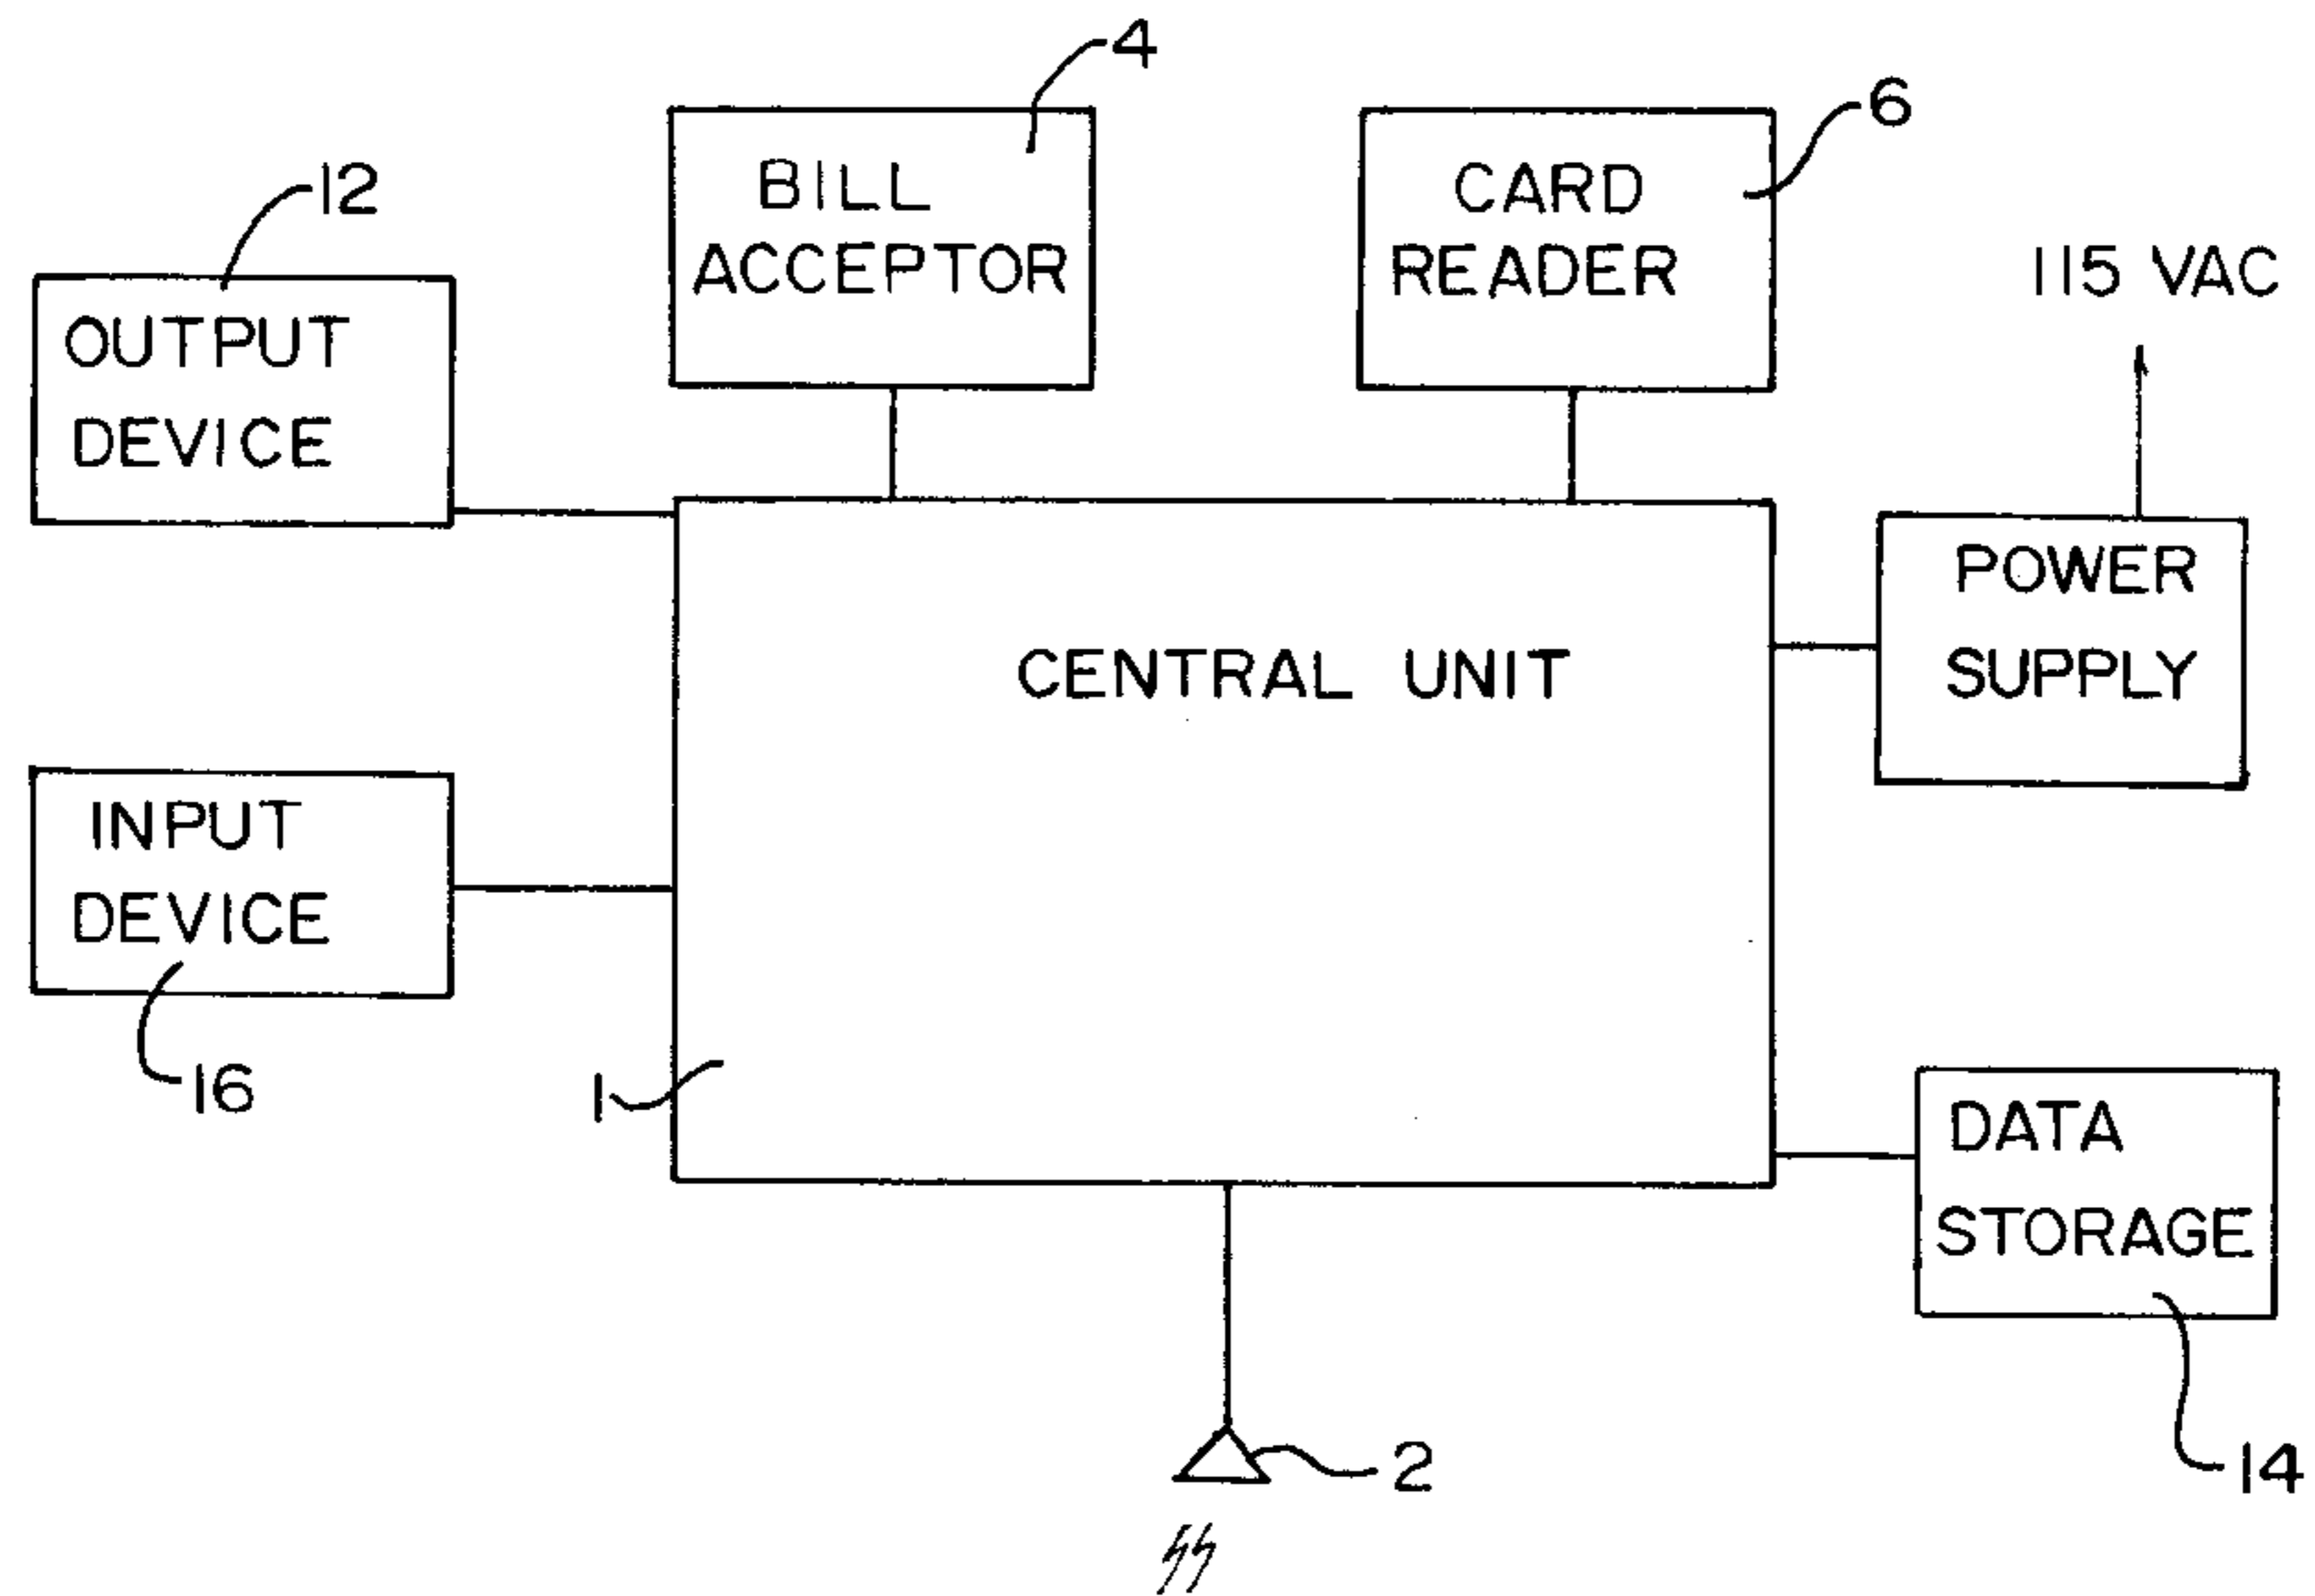 4
6
12
BILL
ACCEPTOR
CARD
READER
115 VAC
OUTPUT
DEVICE
POWER
SUPPLY
CENTRAL UNIT
INPUT
DEVICE
16
1
DATA
STORAGE
2
14